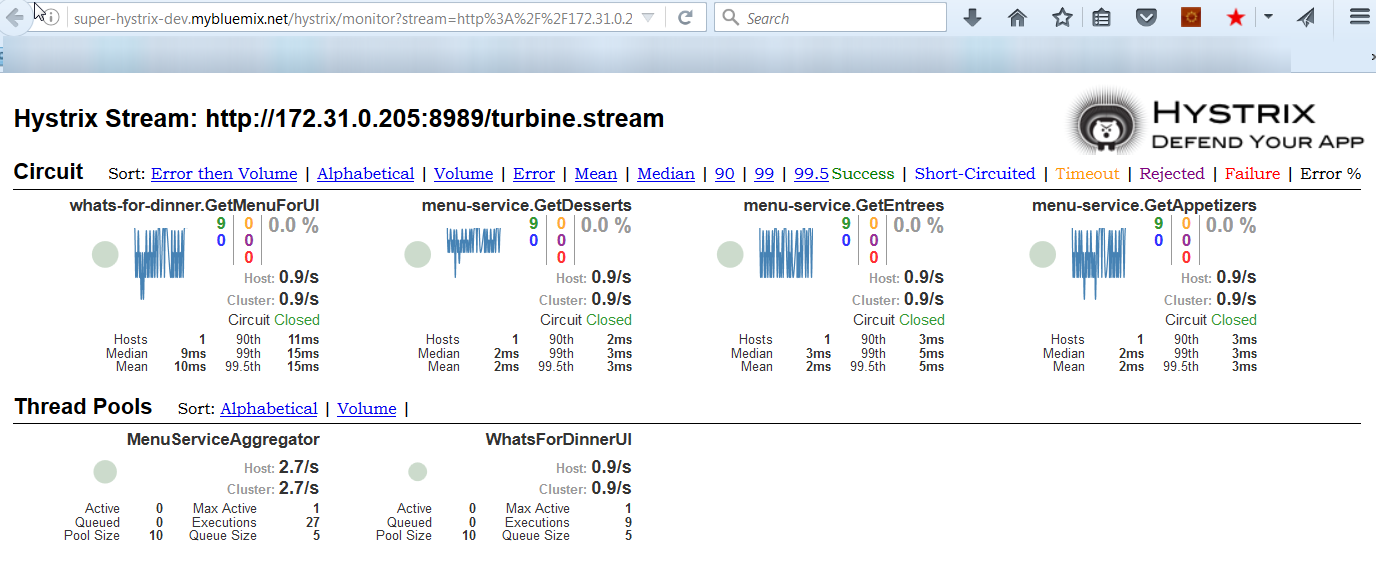 super-hystrix-dev.mybluemix.net/hystrix/monitor?stream=http%3A%2F%2F172.31.0.2
Search
Hystrix Stream: http://172.31.0.205:8989/turbine.stream
HYSTRIX
DEFEND YOUR APP
Circuit Sort: Error then Volume | Alphabetical | Volume | Error | Mean | Median | 90 | 99 | 99.5 Success | Short-Circuited | Timeout | Rejected | Failure | Error %
whats-for-dinner.GetMenuForUI menu-service.GetDesserts menu-service.GetEntrees menu-service.GetAppetizers
9 0 0.0 % 9 0 0.0 % 9 0 0.0 % 9 0 0.0 %
0 0 0 0 0 0 0 0
0 0 0 0
Host: 0.9/s Host: 0.9/s Host: 0.9/s Host: 0.9/s
Cluster: 0.9/s Cluster: 0.9/s Cluster: 0.9/s Cluster: 0.9/s
Circuit Closed Circuit Closed Circuit Closed Circuit Closed
Hosts 1 90th 11ms Hosts 1 90th 2ms Hosts 1 90th 3ms Hosts 1 90th 3ms
Median 9ms 99th 15ms Median 2ms 99th 3ms Median 3ms 99th 5ms Median 2ms 99th 3ms
Mean 10ms 99.5th 15ms Mean 2ms 99.5th 3ms Mean 2ms 99.5th 5ms Mean 2ms 99.5th 3ms
Thread Pools Sort: Alphabetical | Volume |
MenuServiceAggregator WhatsForDinnerUI
Host: 2.7/s Host: 0.9/s
Cluster: 2.7/s Cluster: 0.9/s
Active 0 Max Active 1 Active 0 Max Active 1
Queued 0 Executions 27 Queued 0 Executions 9
Pool Size 10 Queue Size 5 Pool Size 10 Queue Size 5